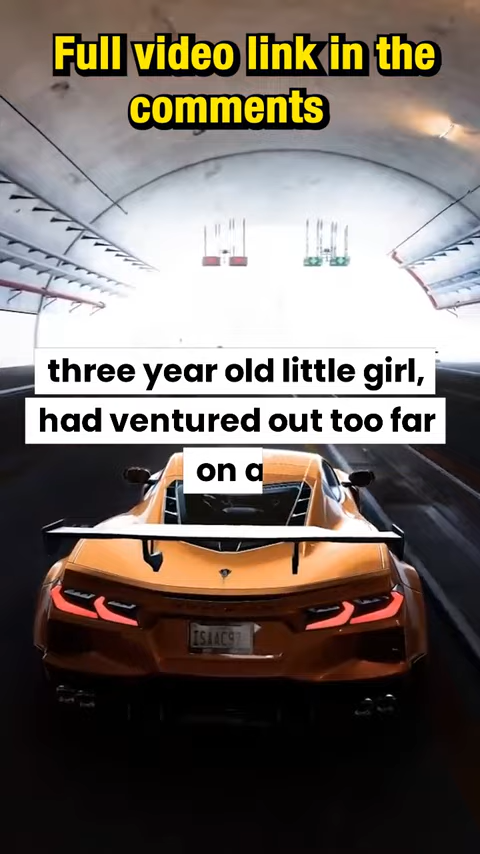 Full video link in the
comments
three year old little girl,
had ventured out too far
on a